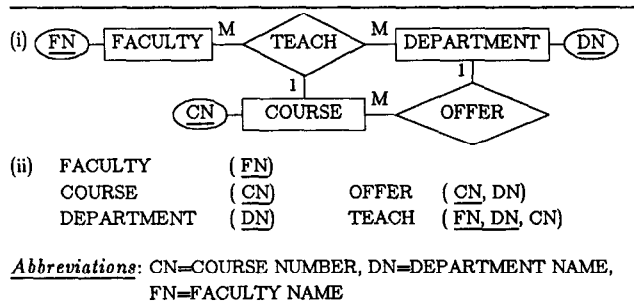 (i) FN FACULTY M TEACH M DEPARTMENT DN
1 1
CN COURSE M OFFER
(ii) FACULTY (FN)
COURSE (CN) OFFER (CN, DN)
DEPARTMENT (DN) TEACH (FN, DN, CN)
Abbreviations: CN=COURSE NUMBER, DN=DEPARTMENT NAME,
FN=FACULTY NAME